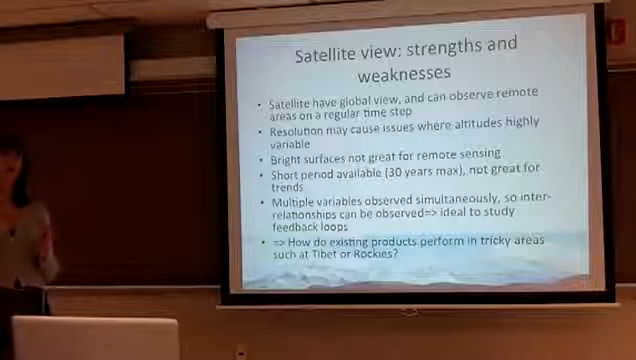 Satellite view: strengths and
weaknesses
• Satellite have global view, and can observe remote
areas on a regular time step
• Resolution may cause issues where altitudes highly
variable
• Bright surfaces not great for remote sensing
• Short period available (30 years max), not great for
trends
• Multiple variables observed simultaneously, so inter-
relationships can be observed=> ideal to study
feedback loops
• => How do existing products perform in tricky areas
such at Tibet or Rockies?